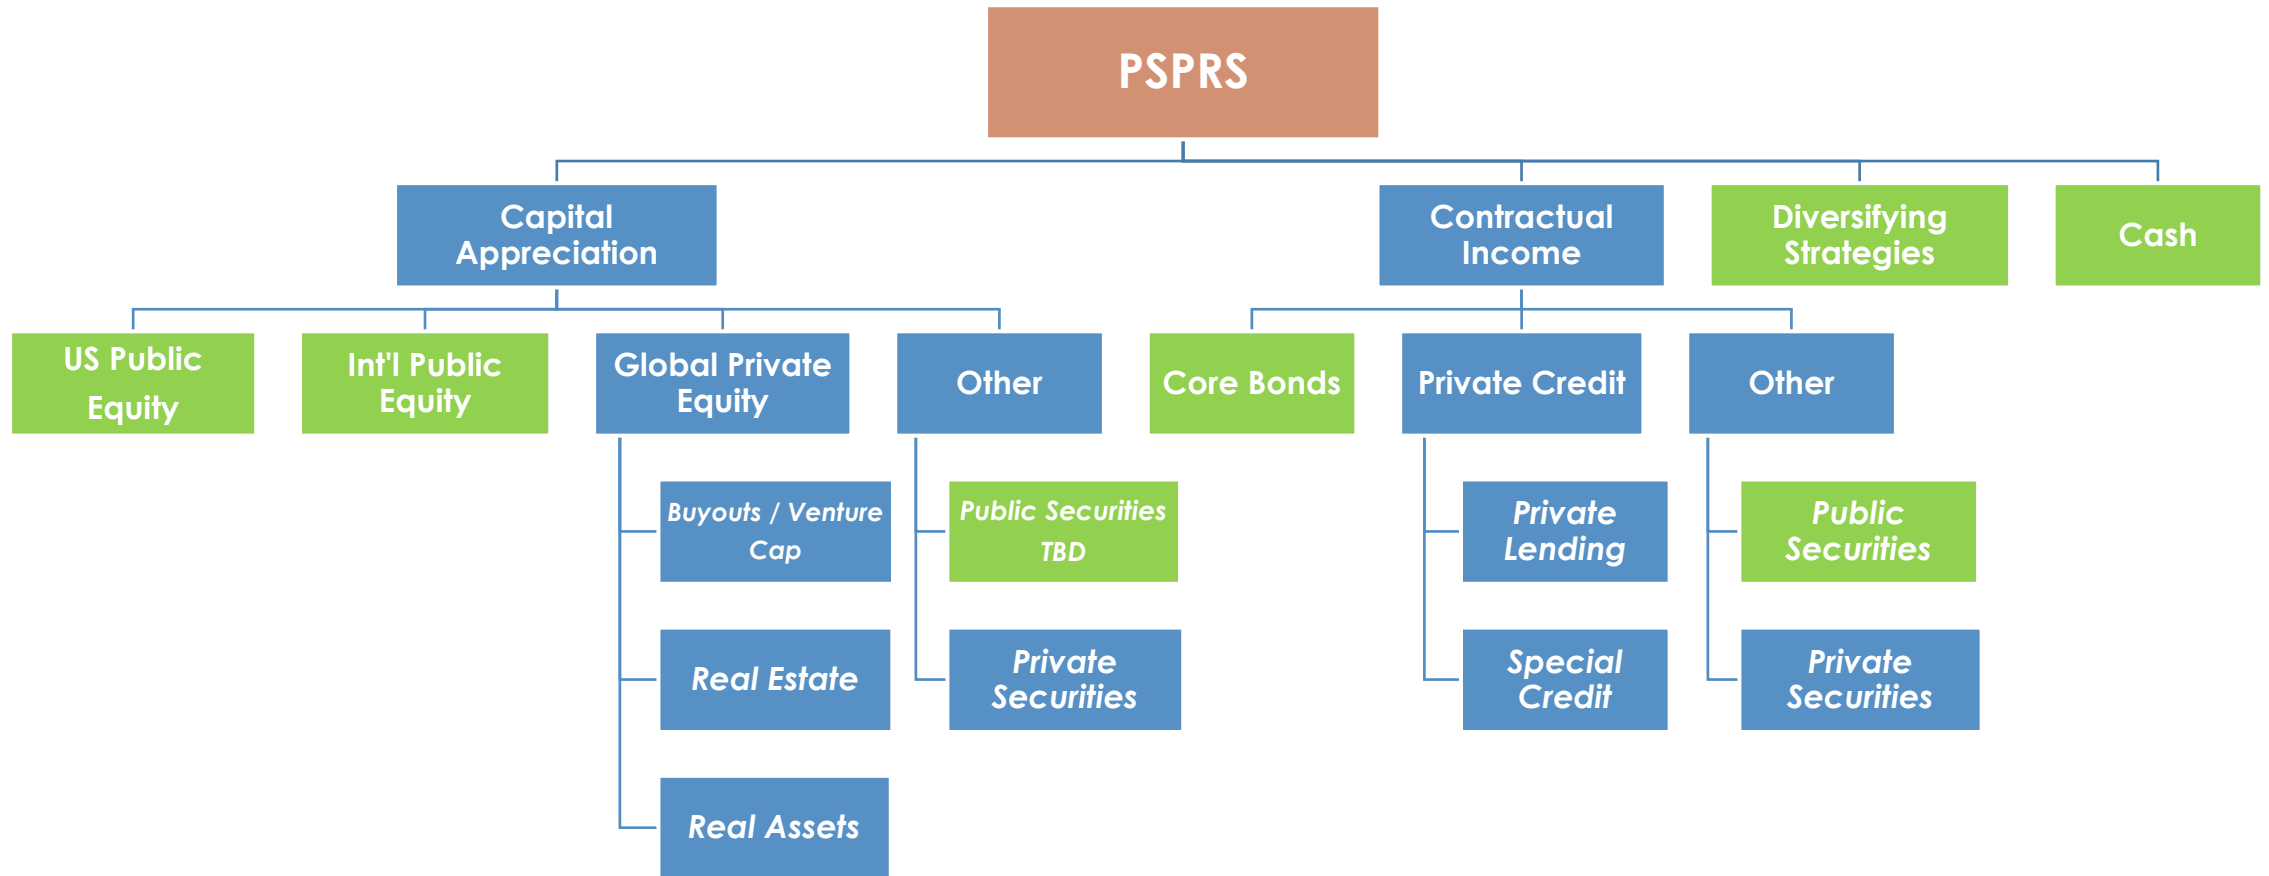 PSPRS
Capital
Appreciation
Contractual
Income
Diversifying
Strategies
Cash
US Public
Equity
Int'l Public
Equity
Global Private
Equity
Other
Core Bonds
Private Credit
Other
Buyouts / Venture
Cap
Public Securities
TBD
Private
Lending
Public
Securities
Real Estate
Private
Securities
Special
Credit
Private
Securities
Real Assets